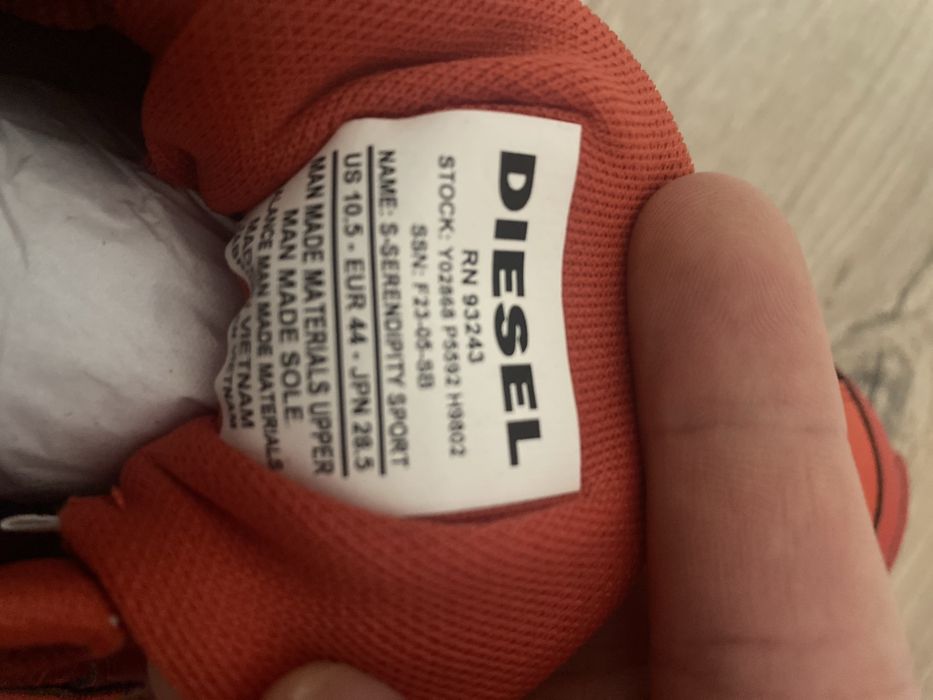 DIESEL
RN 93243
STOCK: Y02868 P5592 H9802
SSN: F23-05-SB
NAME: S-SERENDIPITY SPORT
US 10.5 - EUR 44 - JPN 28.5
MAN MADE MATERIALS UPPER
MAN MADE SOLE
MAN MADE MATERIALS
VIETNAM